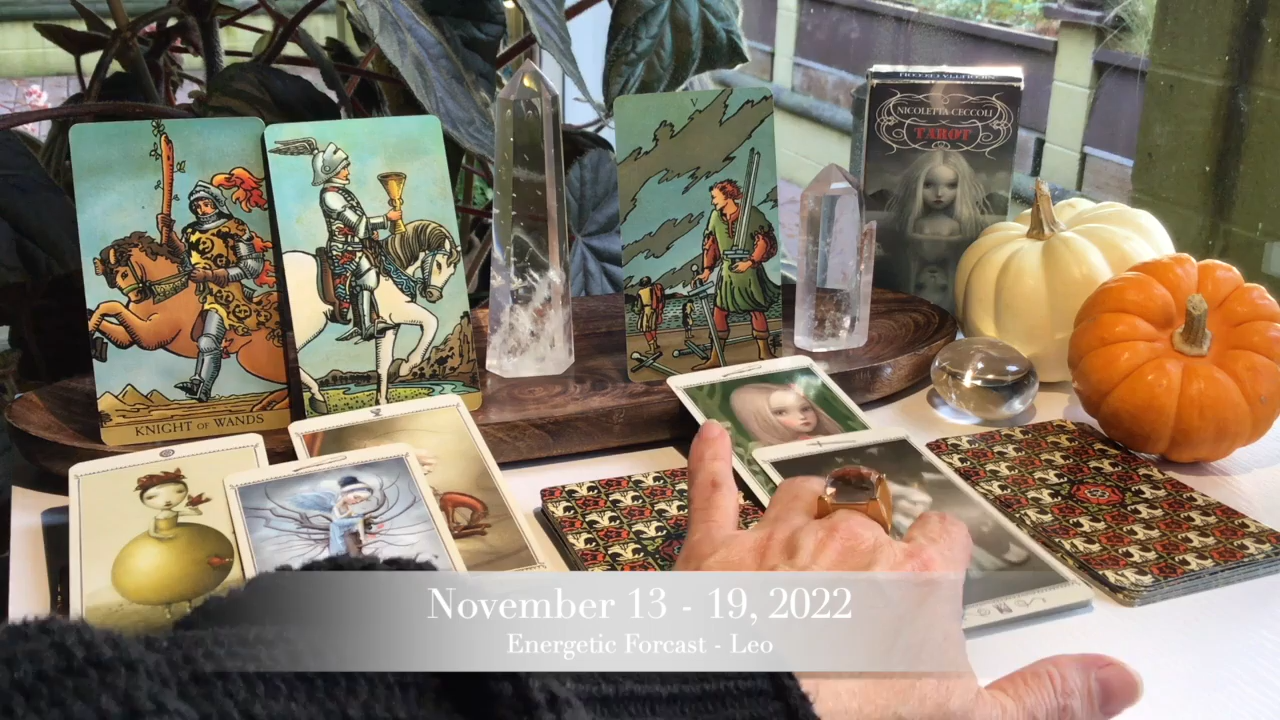 V
NICOLETTA CECCOLI
TAROT
KNIGHT OF WANDS
November 13 - 19, 2022
Energetic Forcast - Leo